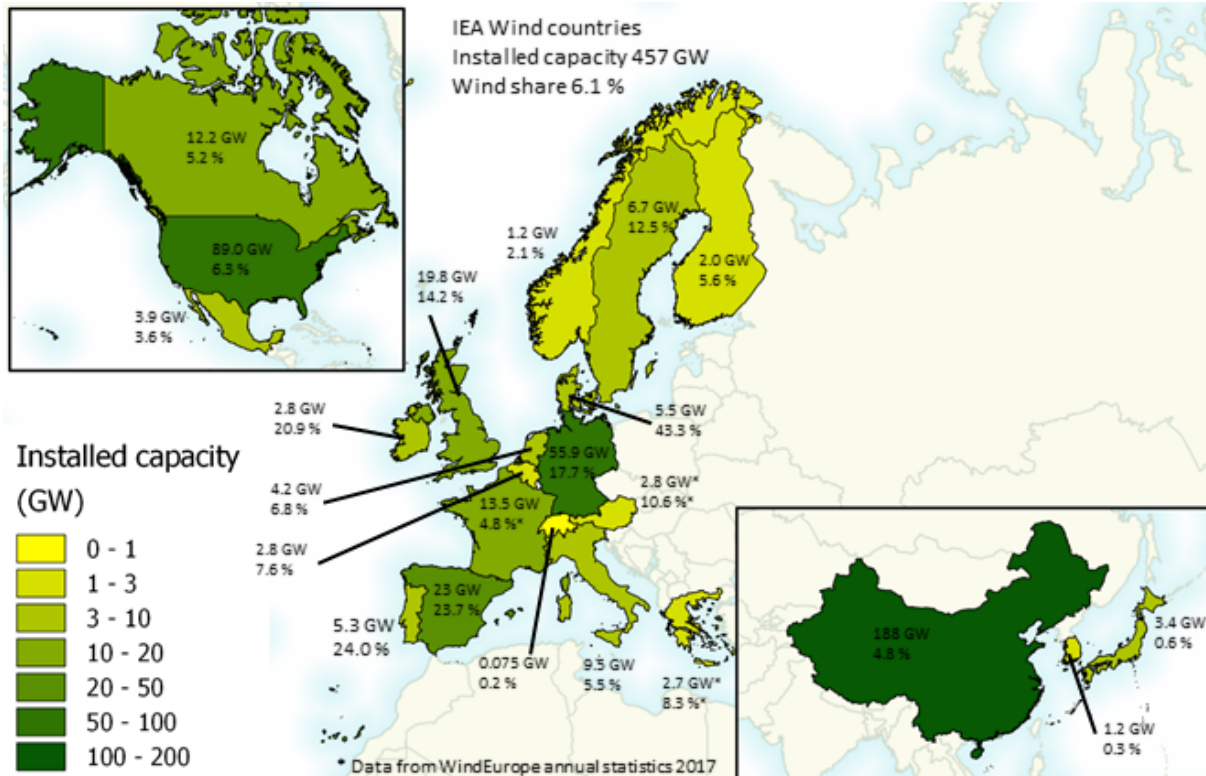 IEA Wind countries
Installed capacity 457 GW
Wind share 6.1 %
12.2 GW
5.2 %
89.0 GW
6.3 %
3.9 GW
3.6 %
1.2 GW
2.1 %
6.7 GW
12.5 %
2.0 GW
5.6 %
19.8 GW
14.2 %
2.8 GW
20.9 %
5.5 GW
43.3 %
55.9 GW
17.7 %
4.2 GW
6.8 %
2.8 GW*
10.6 %*
13.5 GW
4.8 %*
2.8 GW
7.6 %
23 GW
23.7 %
5.3 GW
24.0 %
0.075 GW
0.2 %
9.5 GW
5.5 %
2.7 GW*
8.3 %*
Installed capacity
(GW)
0 - 1
1 - 3
3 - 10
10 - 20
20 - 50
50 - 100
100 - 200
188 GW
4.8 %
3.4 GW
0.6 %
1.2 GW
0.3 %
* Data from WindEurope annual statistics 2017